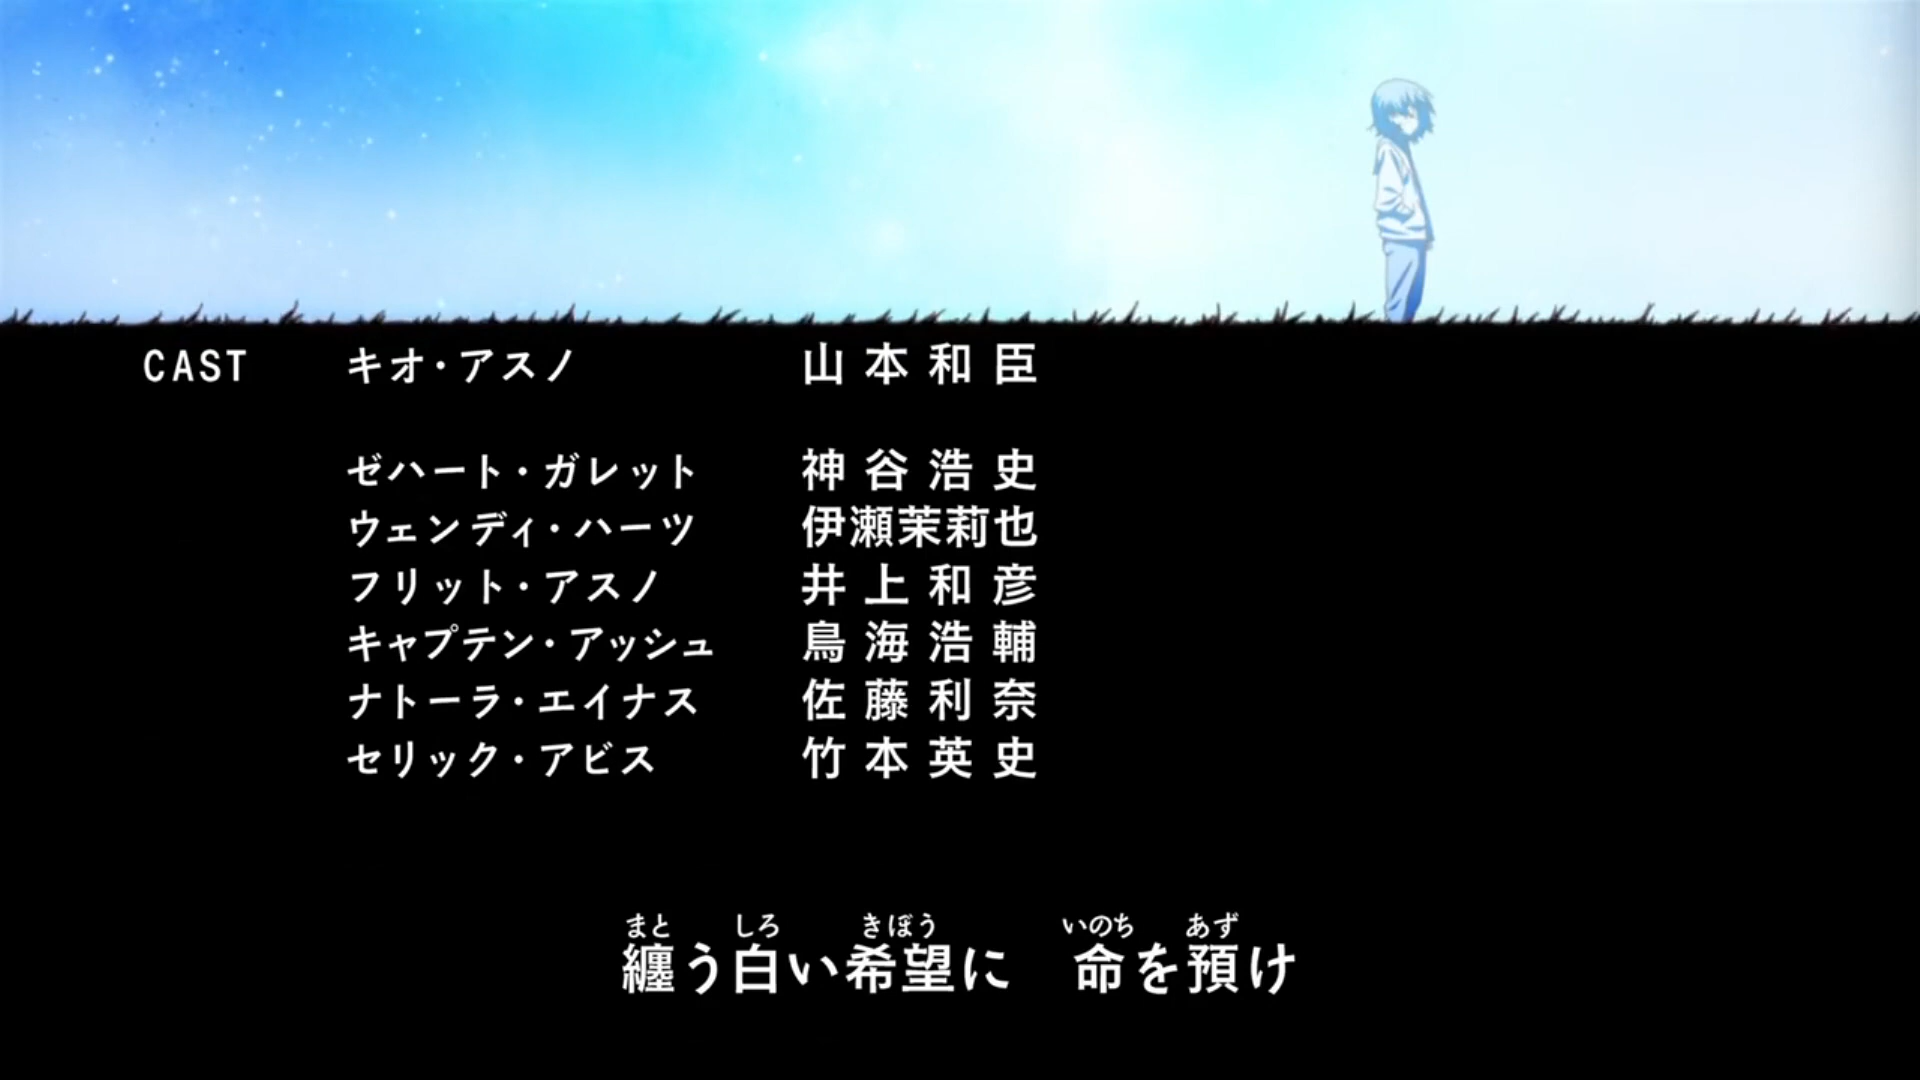 CAST キオ・アスノ 山本和臣
ゼハート・ガレット 神谷浩史
ウェンディ・ハーツ 伊瀬茉莉也
フリット・アスノ 井上和彦
キャプテン・アッシュ 鳥海浩輔
ナトーラ・エイナス 佐藤利奈
セリック・アビス 竹本英史
まと しろ きぼう いのち あず
纏う白い希望に 命を預け